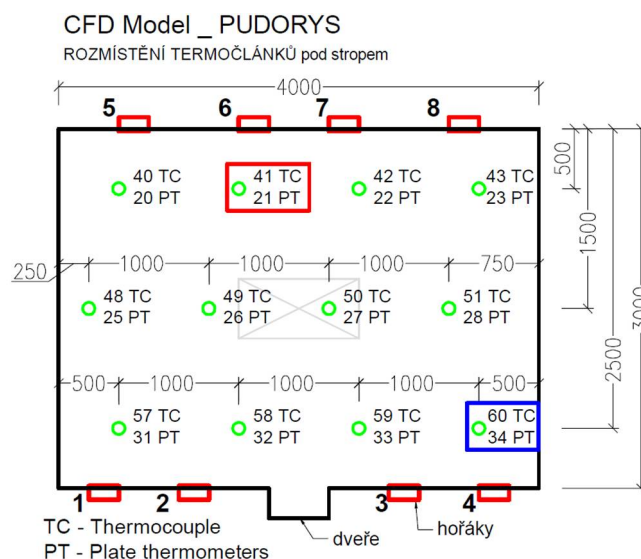 CFD Model _ PUDORYS
ROZMÍSTĚNÍ TERMOČLÁNKŮ pod stropem
4000
5 6 7 8
40 TC 41 TC 42 TC 43 TC
20 PT 21 PT 22 PT 23 PT
500
1500
250 1000 1000 1000 750
48 TC 49 TC 50 TC 51 TC
25 PT 26 PT 27 PT 28 PT
2500
3000
500 1000 1000 1000 500
57 TC 58 TC 59 TC 60 TC
31 PT 32 PT 33 PT 34 PT
1 2 3 4
TC - Thermocouple
dveře hořáky
PT - Plate thermometers